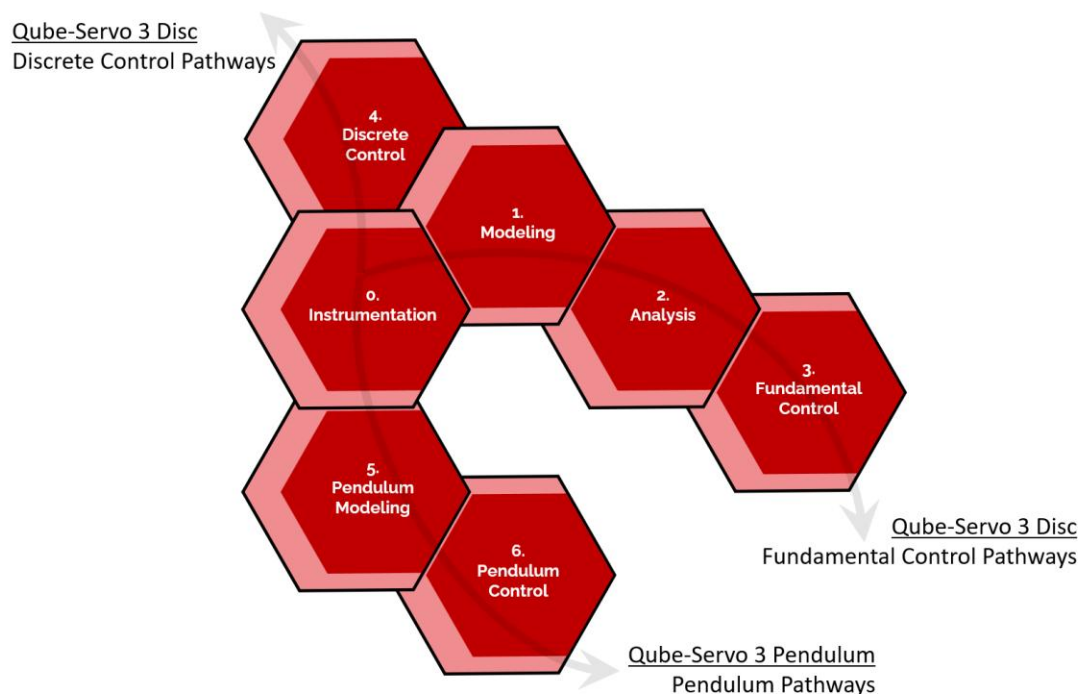 Qube-Servo 3 Disc
Discrete Control Pathways
4.
Discrete
Control
1.
Modeling
0.
Instrumentation
2.
Analysis
3.
Fundamental
Control
5.
Pendulum
Modeling
6.
Pendulum
Control
Qube-Servo 3 Disc
Fundamental Control Pathways
Qube-Servo 3 Pendulum
Pendulum Pathways